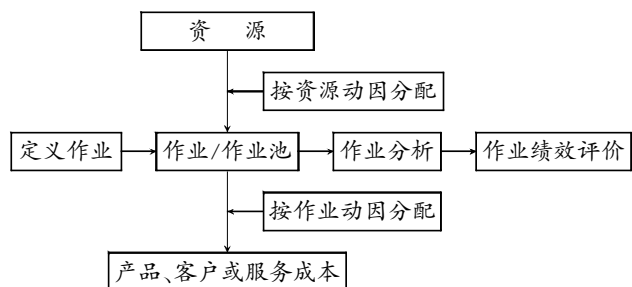 资 源
按资源动因分配
定义作业 作业/作业池 作业分析 作业绩效评价
按作业动因分配
产品、客户或服务成本